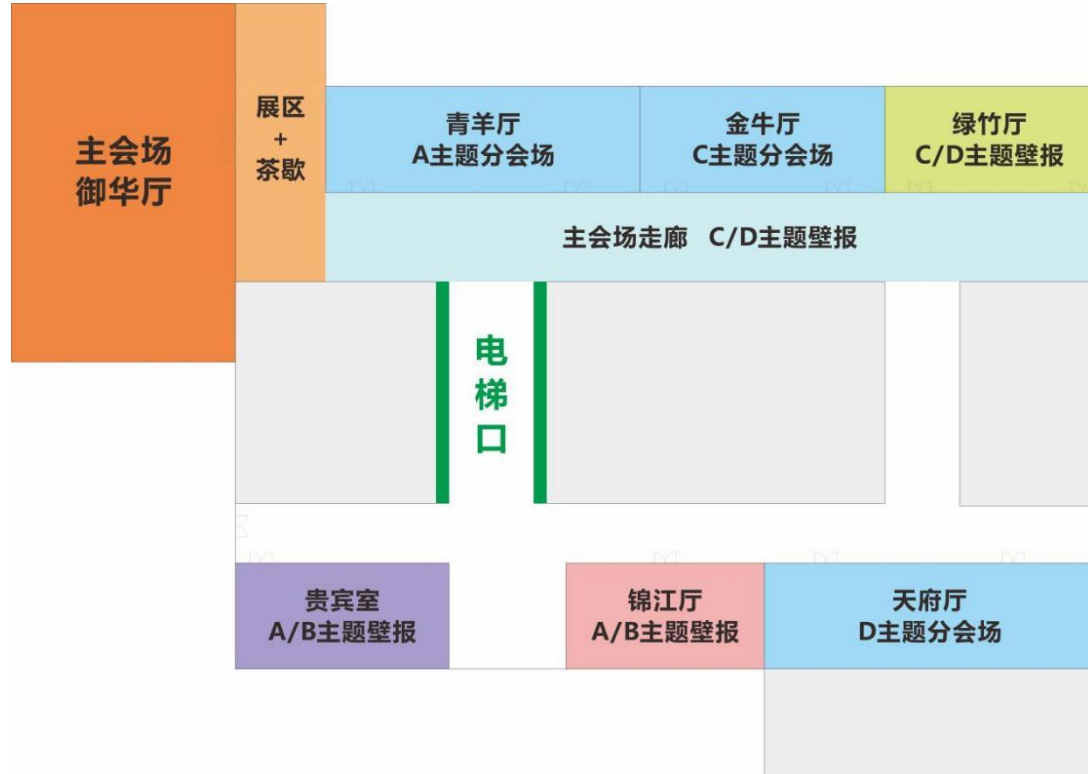 主会场
御华厅
展区
+
茶歇
青羊厅
A主题分会场
金牛厅
C主题分会场
绿竹厅
C/D主题壁报
主会场走廊 C/D主题壁报
电
梯
口
贵宾室
A/B主题壁报
锦江厅
A/B主题壁报
天府厅
D主题分会场